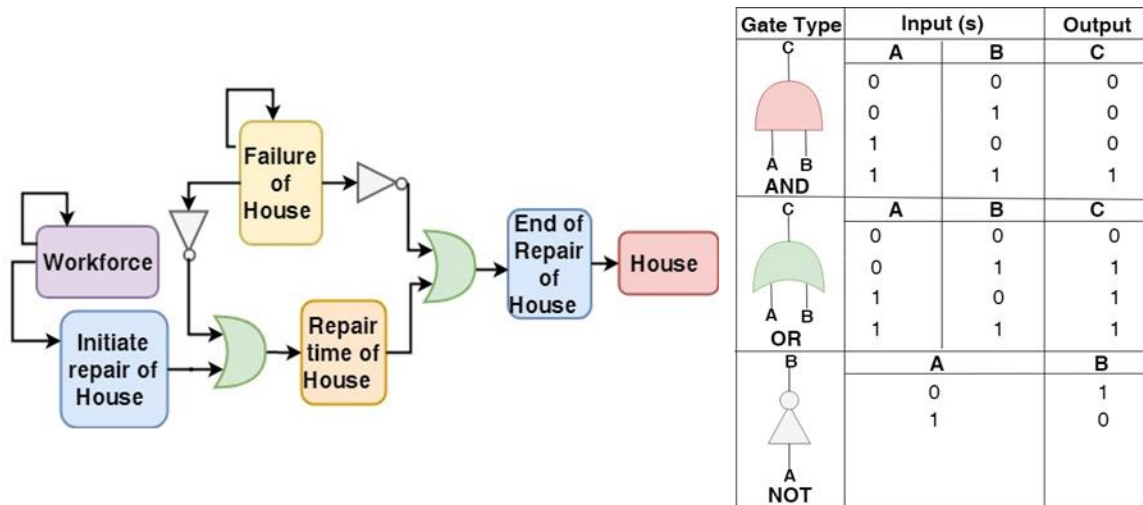 Failure
of
House
Workforce
Initiate
repair of
House
Repair
time of
House
End of
Repair
of
House
House
Gate Type Input (s) Output
C A B C
0 0 0
0 1 0
1 0 0
A B 1 1 1
AND
C A B C
0 0 0
0 1 1
1 0 1
A B 1 1 1
OR
B A B
0 1
1 0
A
NOT